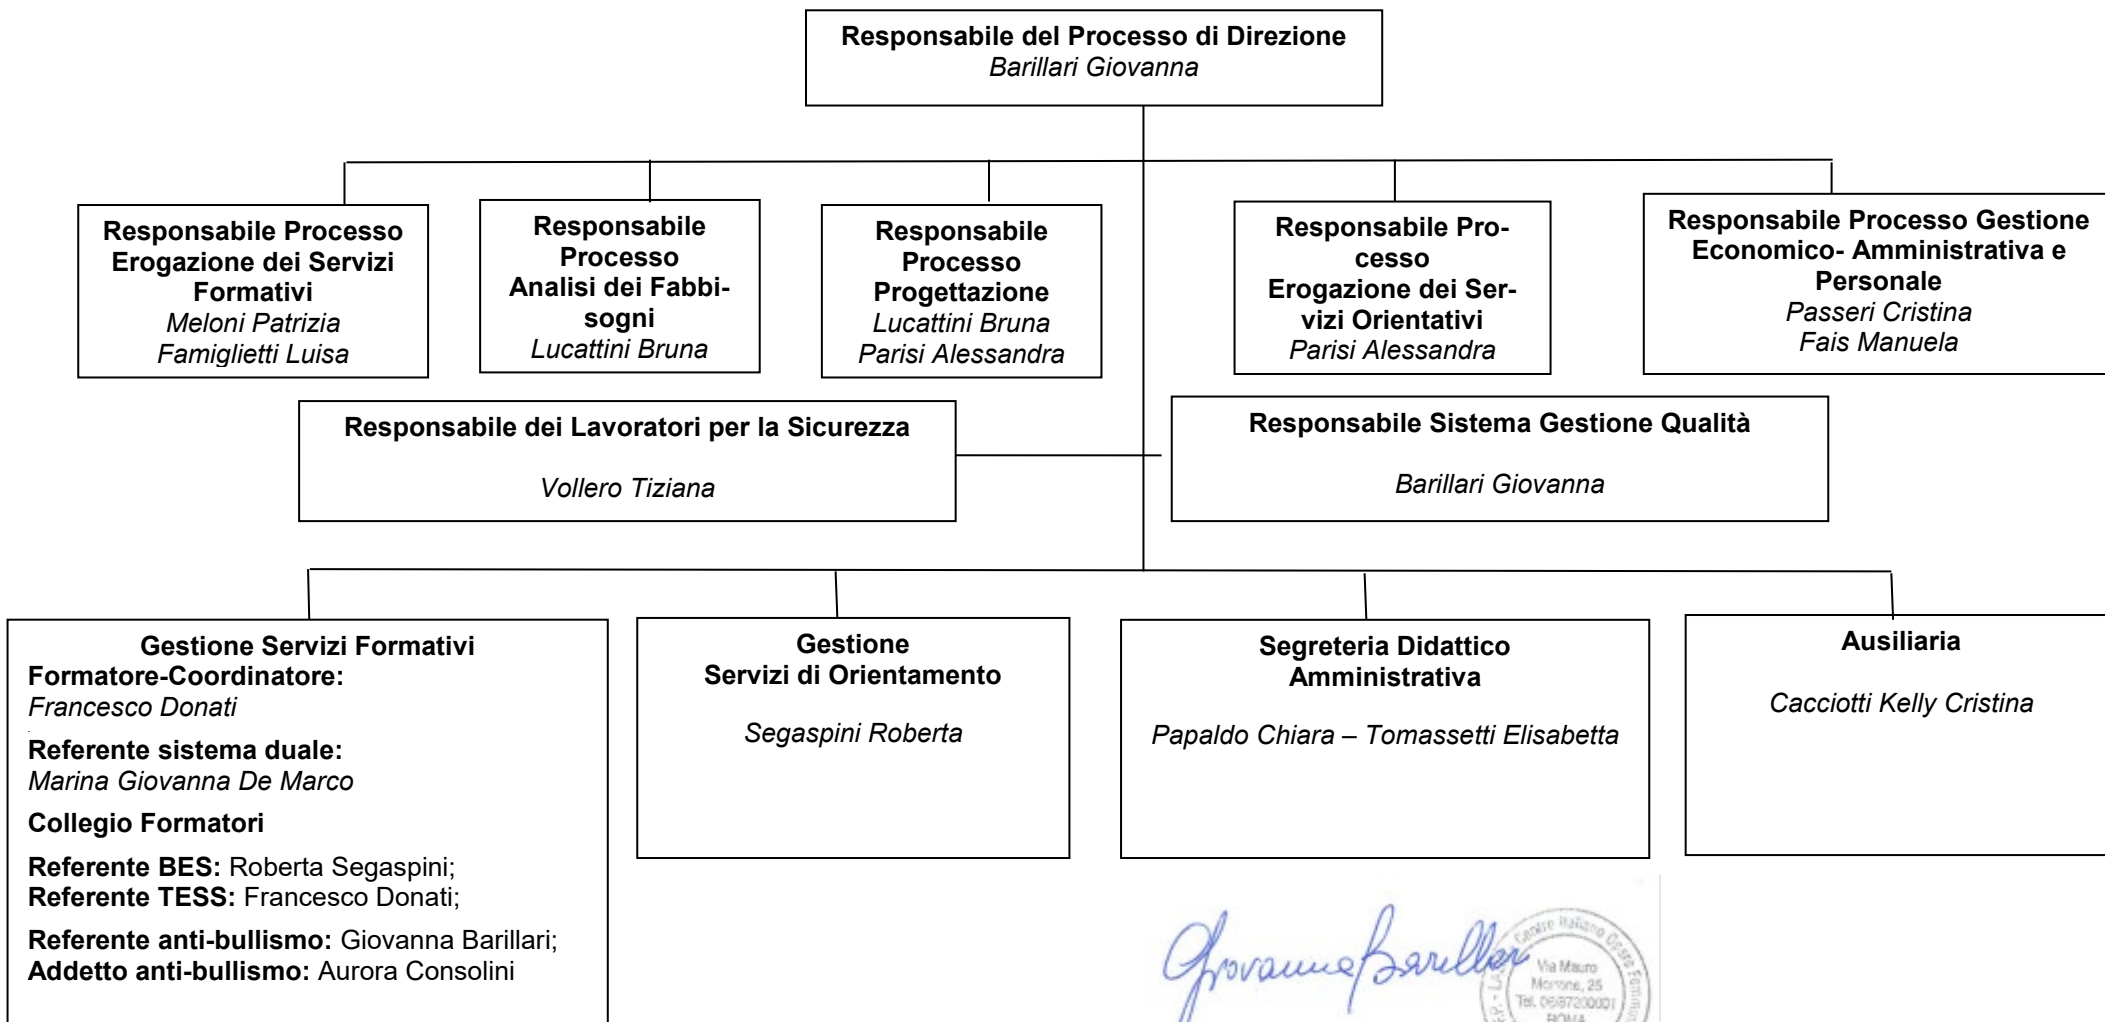 Responsabile del Processo di Direzione
Barillari Giovanna
Responsabile Processo
Erogazione dei Servizi
Formativi
Meloni Patrizia
Famiglietti Luisa
Responsabile
Processo
Analisi dei Fabbi-
sogni
Lucattini Bruna
Responsabile
Processo
Progettazione
Lucattini Bruna
Parisi Alessandra
Responsabile Pro-
cesso
Erogazione dei Ser-
vizi Orientativi
Parisi Alessandra
Responsabile Processo Gestione
Economico- Amministrativa e
Personale
Passeri Cristina
Fais Manuela
Responsabile dei Lavoratori per la Sicurezza
Vollero Tiziana
Responsabile Sistema Gestione Qualità
Barillari Giovanna
Gestione Servizi Formativi
Formatore-Coordinatore:
Francesco Donati
Referente sistema duale:
Marina Giovanna De Marco
Collegio Formatori
Referente BES: Roberta Segaspini;
Referente TESS: Francesco Donati;
Referente anti-bullismo: Giovanna Barillari;
Addetto anti-bullismo: Aurora Consolini
Gestione
Servizi di Orientamento
Segaspini Roberta
Segreteria Didattico
Amministrativa
Papaldo Chiara – Tomassetti Elisabetta
Ausiliaria
Cacciotti Kelly Cristina
Giovanna Barillari
Centro Italiano Opere
Via Mauro
Morrone, 25
ROMA